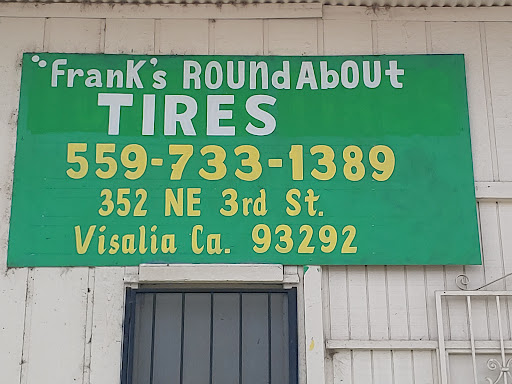 "FranK's ROUndAbOUt
TIRES
559-733-1389
352 NE 3rd St.
Visalia Ca. 93292